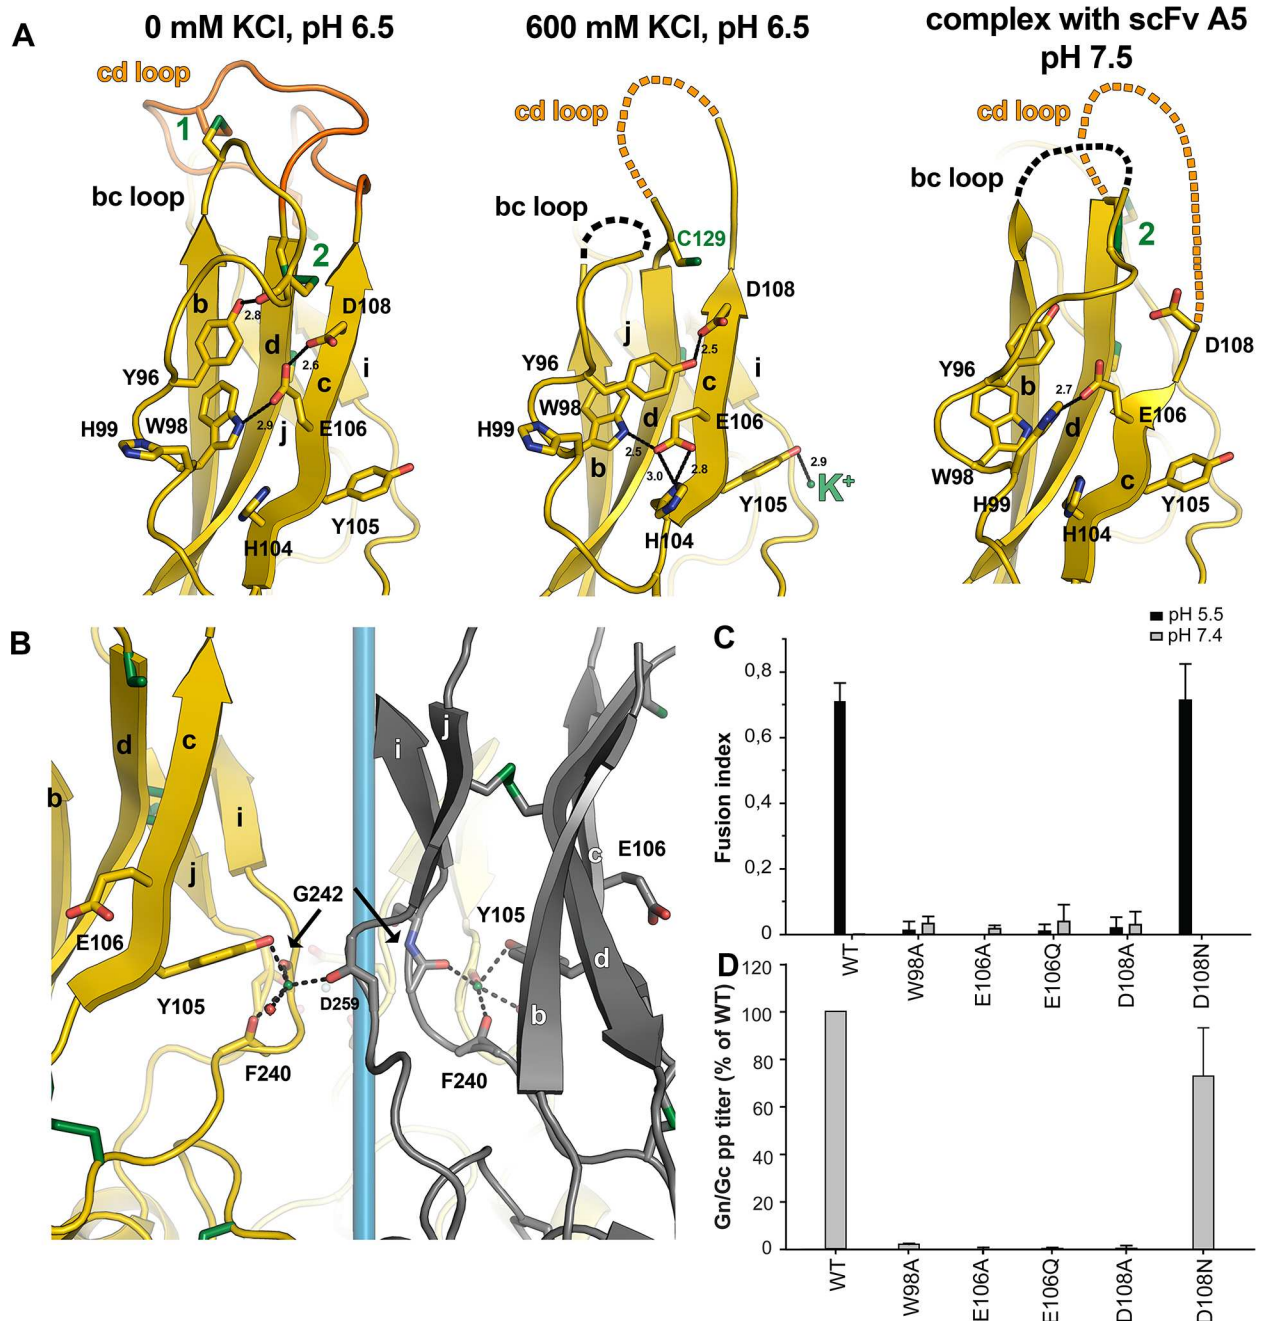 A
0 mM KCl, pH 6.5
600 mM KCl, pH 6.5
complex with scFv A5
pH 7.5
cd loop
1
bc loop
2
b
2.8
D108
d
2.6
c
i
Y96
H99
W98
2.9
j
E106
H104
Y105
cd loop
bc loop
C129
D108
j
2.5
c
i
Y96
W98
H99
d
E106
b
2.5
3.0
2.8
2.9
K+
Y105
H104
cd loop
bc loop
2
D108
Y96
b
2.7
E106
d
W98
H99
c
Y105
H104
B
d
c
b
i
j
E106
Y105
G242
D259
F240
i
j
c
E106
Y105
d
b
F240
C
pH 5.5
pH 7.4
Fusion index
0,8
0,6
0,4
0,2
0
WT
W98A
E106A
E106Q
D108A
D108N
D
Gn/Gc pp titer (% of WT)
120
100
80
60
40
20
0
WT
W98A
E106A
E106Q
D108A
D108N